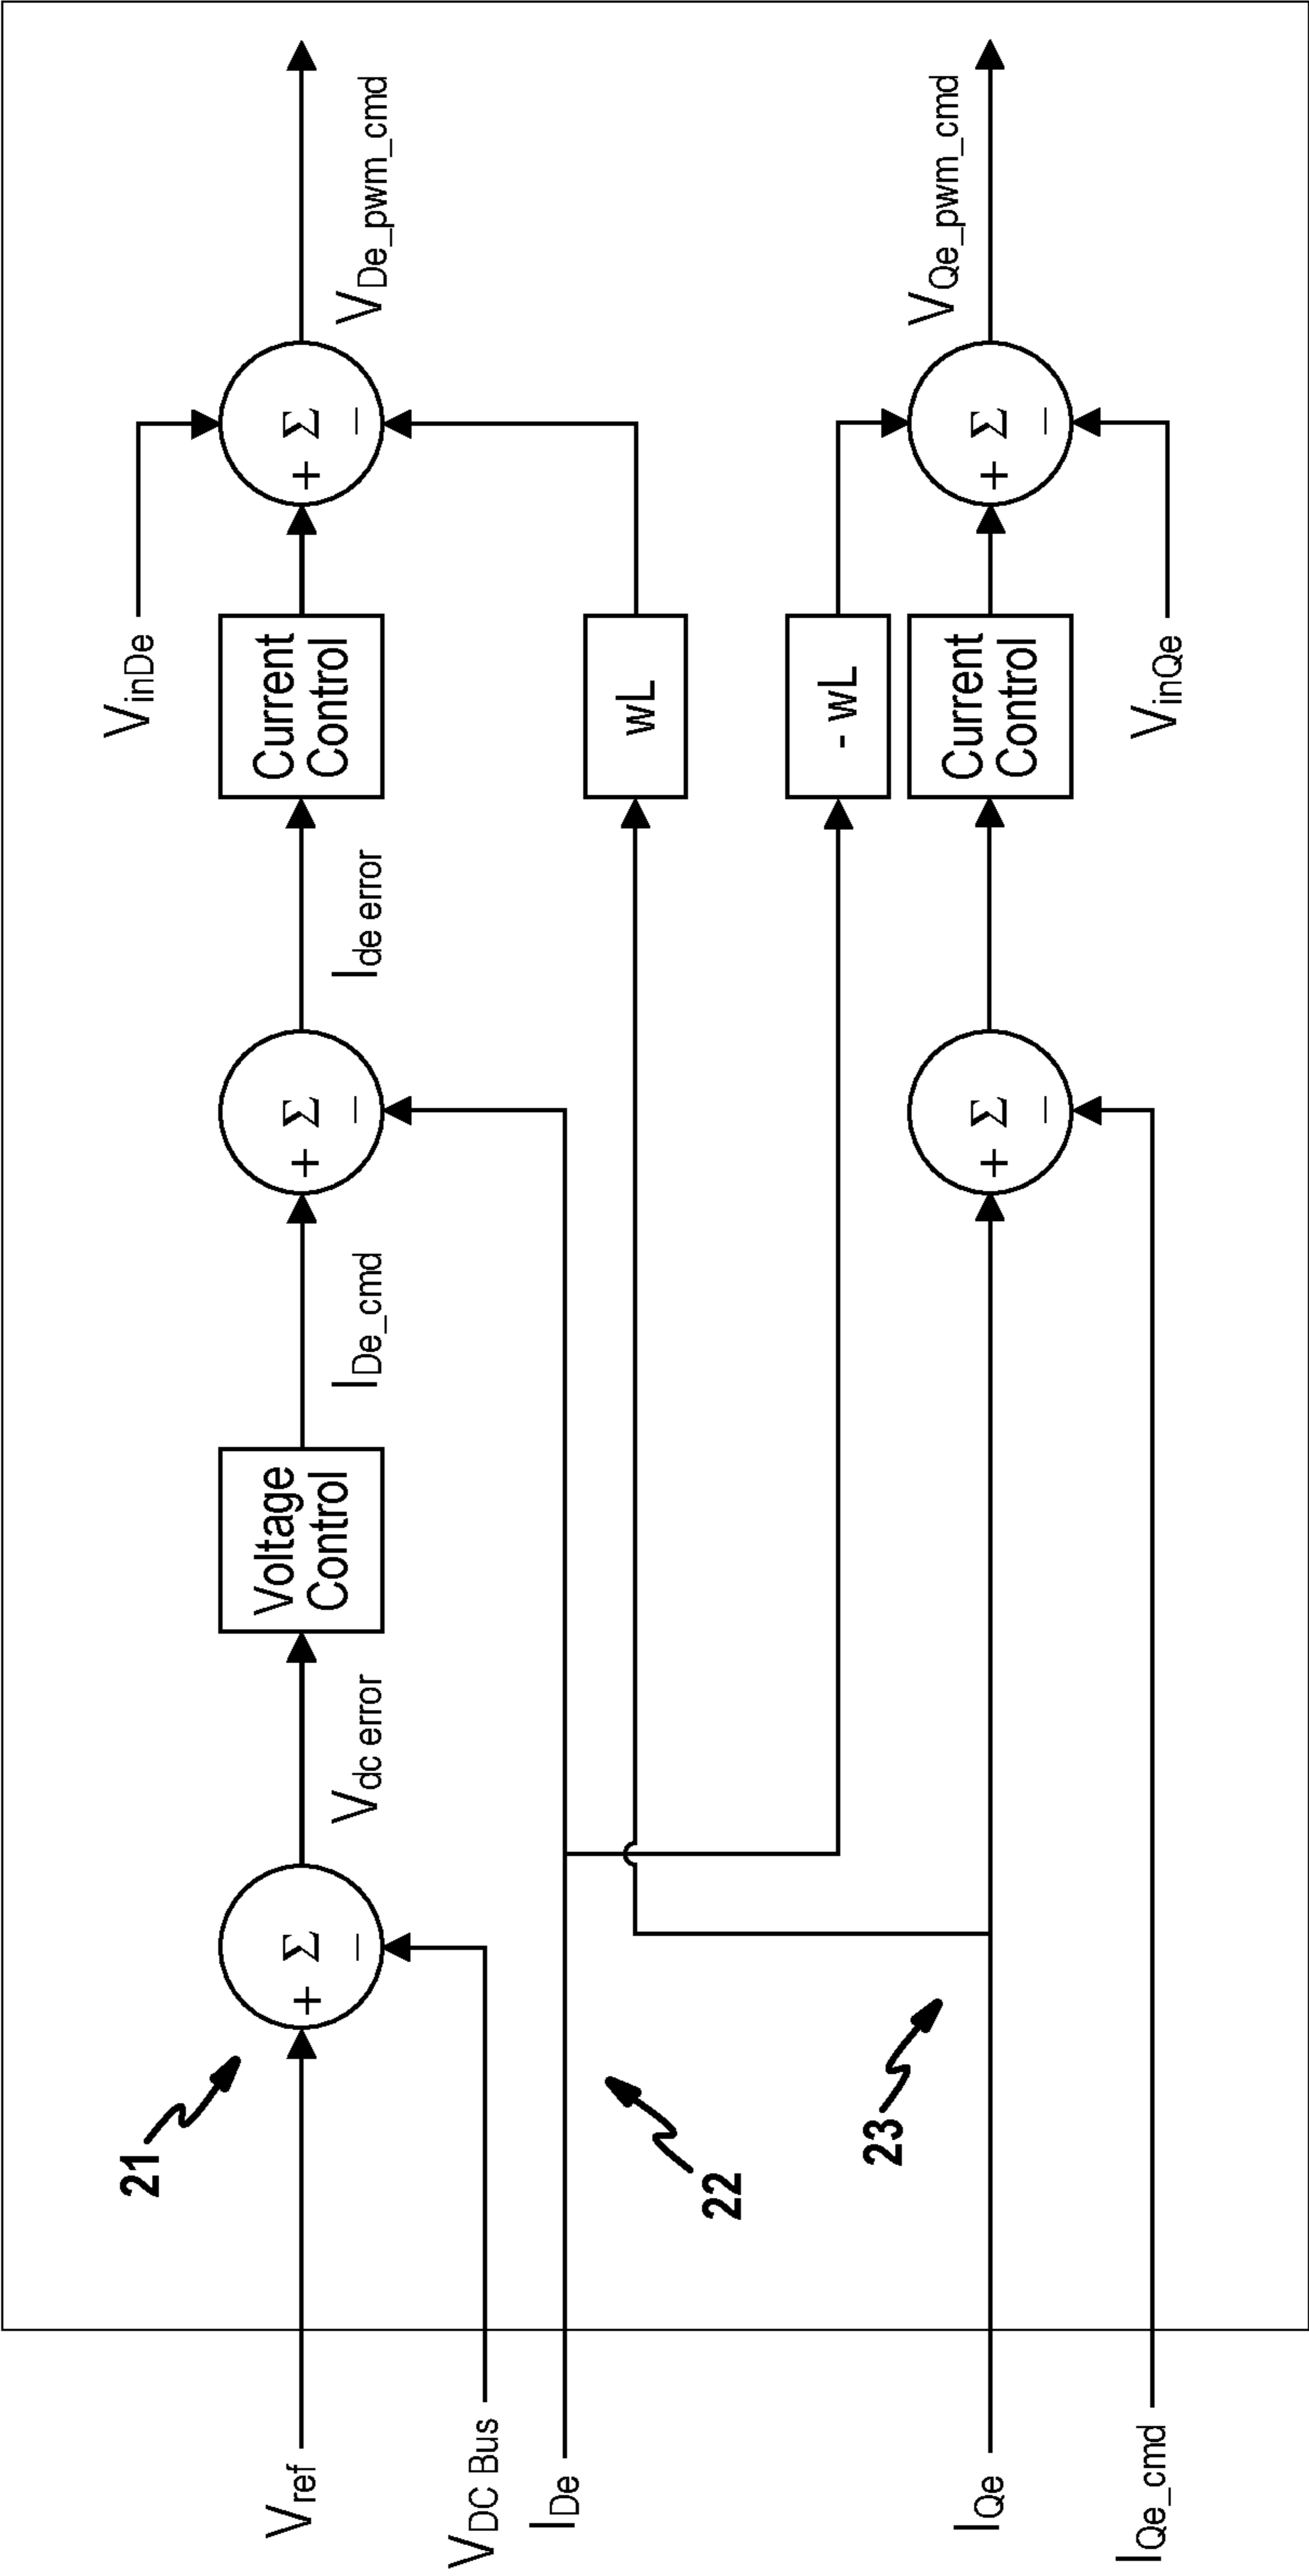 V_inDe
V_ref
+ Σ −
V_dc error
Voltage
Control
I_De_cmd
+ Σ −
I_de error
Current
Control
+ Σ −
V_De_pwm_cmd
21
V_DC Bus
I_De
22
wL
- wL
23
I_Qe
+ Σ −
Current
Control
+ Σ −
V_Qe_pwm_cmd
I_Qe_cmd
V_inQe